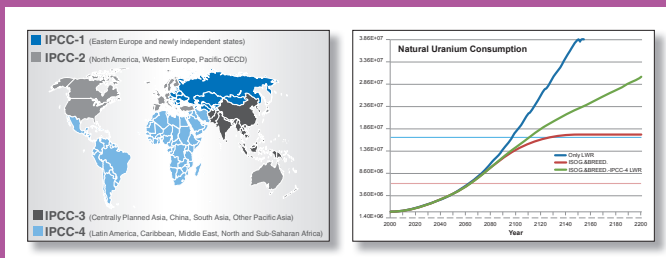 IPCC-1 (Eastern Europe and newly independent states)
IPCC-2 (North America, Western Europe, Pacific OECD)
IPCC-3 (Centrally Planned Asia, China, South Asia, Other Pacific Asia)
IPCC-4 (Latin America, Caribbean, Middle East, North and Sub-Saharan Africa)
Natural Uranium Consumption
3.86E+07
3.36E+07
2.86E+07
2.36E+07
1.86E+07
1.36E+07
8.60E+06
3.60E+06
1.40E+06
Only LWR
ISOG.&BREED.
ISOG.&BREED.-IPCC-4 LWR
2000 2020 2040 2060 2080 2100 2120 2140 2160 2180 2200
Year